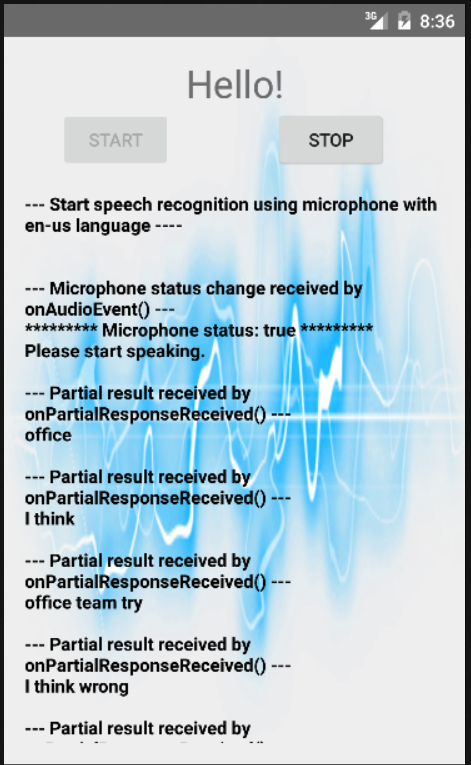 3G 8:36
Hello!
START STOP
--- Start speech recognition using microphone with
en-us language ----
--- Microphone status change received by
onAudioEvent() ---
********* Microphone status: true *********
Please start speaking.
--- Partial result received by
onPartialResponseReceived() ---
office
--- Partial result received by
onPartialResponseReceived() ---
I think
--- Partial result received by
onPartialResponseReceived() ---
office team try
--- Partial result received by
onPartialResponseReceived() ---
I think wrong
--- Partial result received by